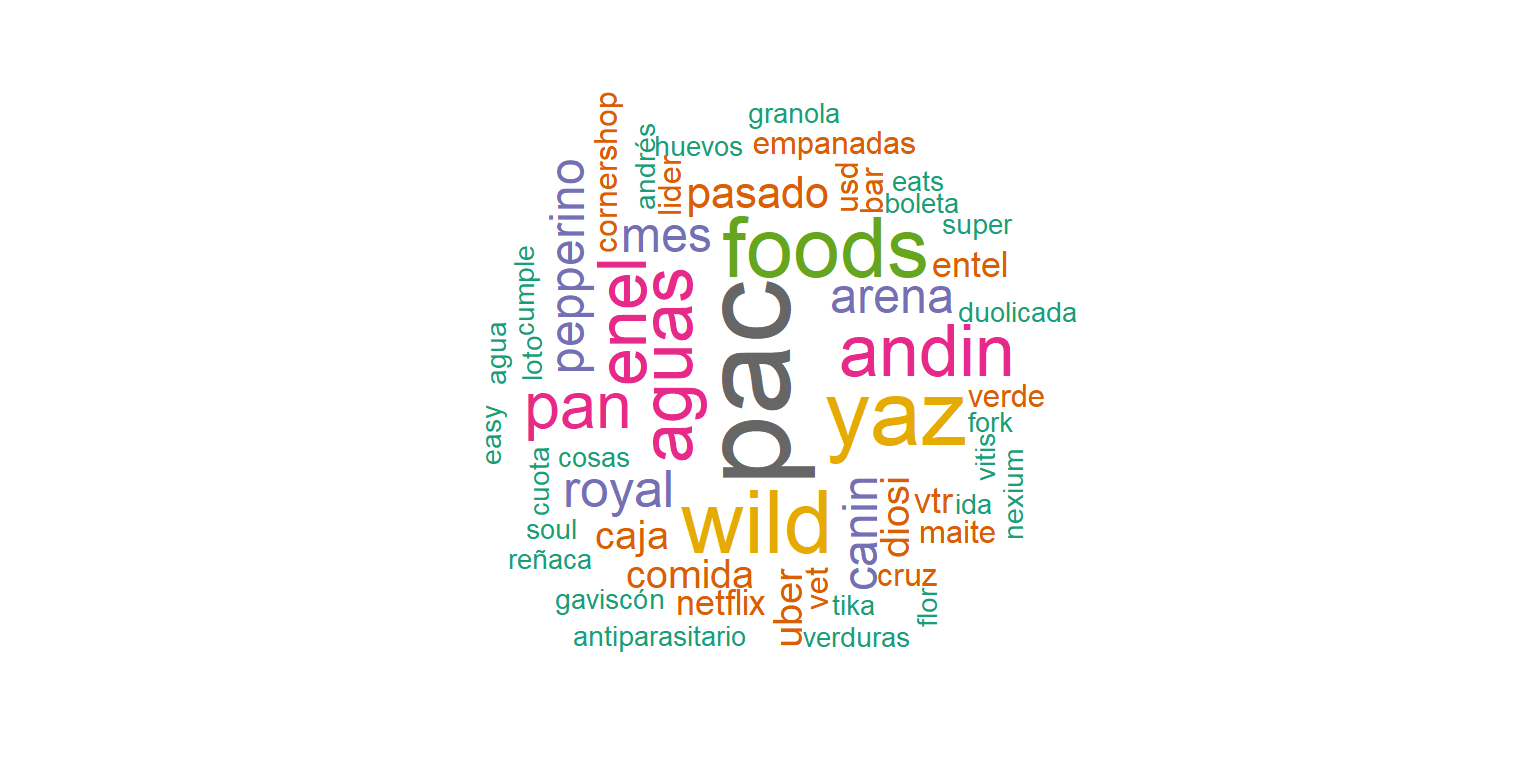 granola
cornershop
andrés
huevos
empanadas
lider
pasado
usd
bar
eats
boleta
pepperino
mes
foods
super
entel
cumple
enel
aguas
pac
arena
duolicada
agua
loto
andin
pan
yaz
verde
fork
easy
vitis
cuota
cosas
royal
wild
canin
diosi
vtr
ida
nexium
soul
caja
maite
reñaca
comida
cruz
gaviscón
netflix
uber
vet
tika
flor
antiparasitario
verduras